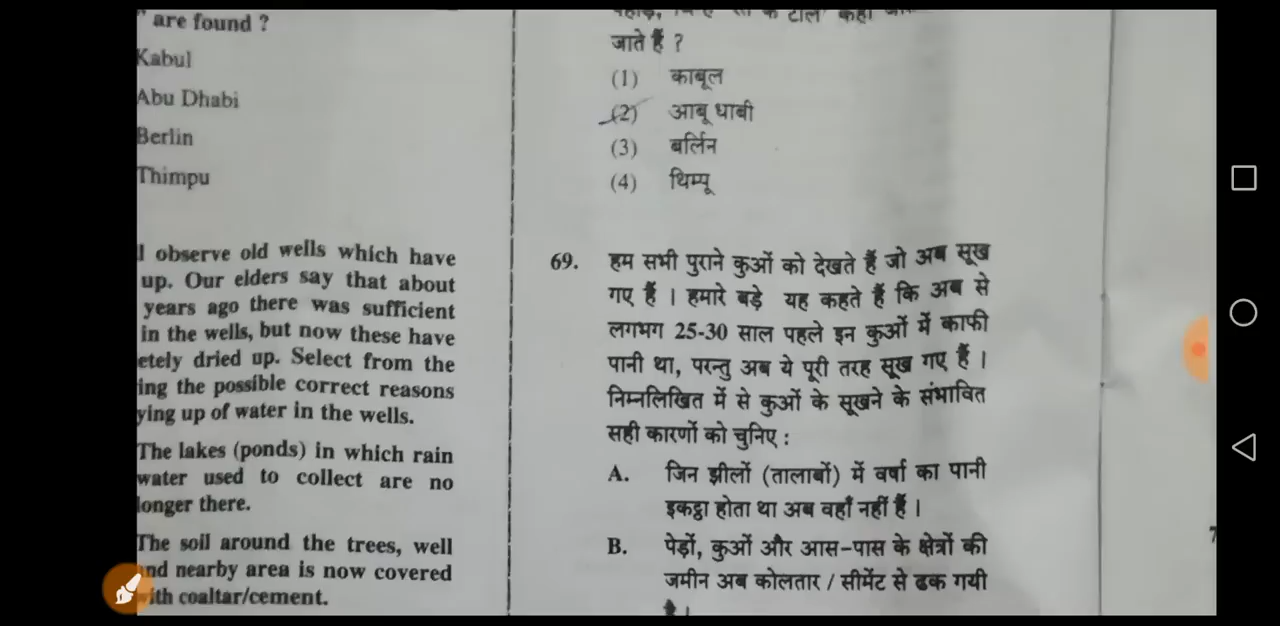 are found ?
Kabul
Abu Dhabi
Berlin
Thimpu
l observe old wells which have
up. Our elders say that about
years ago there was sufficient
in the wells, but now these have
etely dried up. Select from the
ing the possible correct reasons
ying up of water in the wells.
The lakes (ponds) in which rain
water used to collect are no
longer there.
The soil around the trees, well
and nearby area is now covered
with coaltar/cement.
जाते हैं ?
(1) काबूल
(2) आबू धाबी
(3) बर्लिन
(4) थिम्पू
69. हम सभी पुराने कुओं को देखते हैं जो अब सूख
गए हैं । हमारे बड़े यह कहते हैं कि अब से
लगभग 25-30 साल पहले इन कुओं में काफी
पानी था, परन्तु अब ये पूरी तरह सूख गए हैं ।
निम्नलिखित में से कुओं के सूखने के संभावित
सही कारणों को चुनिए :
A. जिन झीलों (तालाबों) में वर्षा का पानी
इकट्ठा होता था अब वहाँ नहीं हैं ।
B. पेड़ों, कुओं और आस-पास के क्षेत्रों की
जमीन अब कोलतार / सीमेंट से ढक गयी
है ।
7